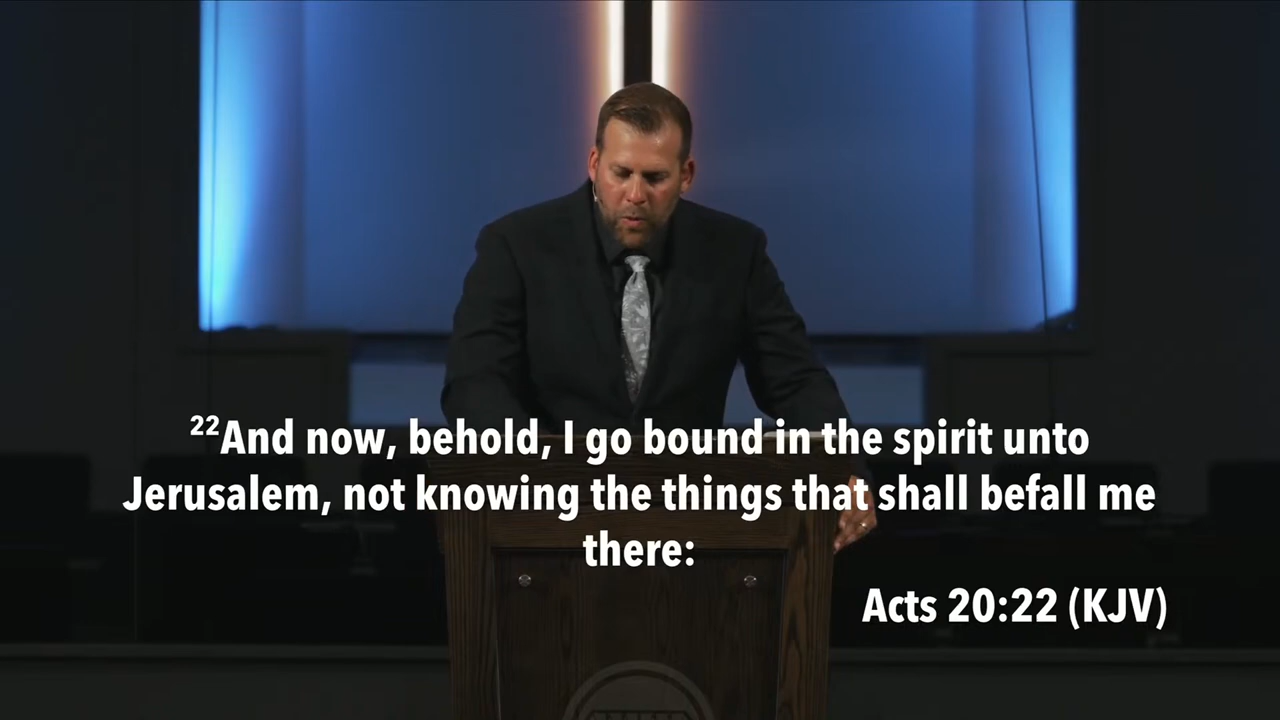 ²²And now, behold, I go bound in the spirit unto
Jerusalem, not knowing the things that shall befall me
there:
Acts 20:22 (KJV)